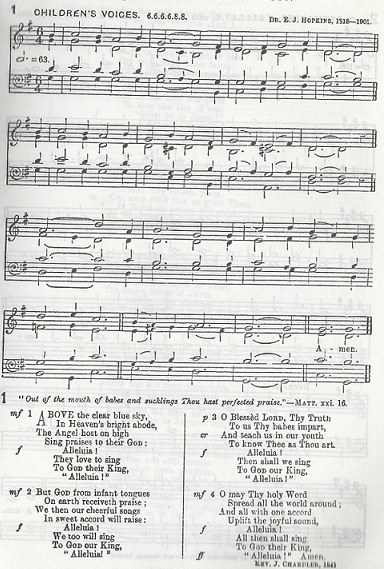 1 CHILDREN'S VOICES. 6.6.6.6.8.8. DR. E. J. HOPKINS, 1818—1901.
= 63.
A - men.
1 "Out of the mouth of babes and sucklings Thou hast perfected praise."—MATT. xxi. 16.
mf 1 ABOVE the clear blue sky,
In Heaven's bright abode,
The Angel host on high
Sing praises to their GOD:
f Alleluia!
They love to sing
To GOD their King,
"Alleluia!"
mf 2 But GOD from infant tongues
On earth receiveth praise;
We then our cheerful songs
In sweet accord will raise:
f Alleluia!
We too will sing
To GOD our King,
"Alleluia!"
p 3 O Blessèd LORD, Thy Truth
To us Thy babes impart,
cr And teach us in our youth
To know Thee as Thou art.
f Alleluia!
Then shall we sing
To GOD our King,
"Alleluia!"
mf 4 O may Thy holy Word
Spread all the world around;
And all with one accord
Uplift the joyful sound,
f Alleluia!
All then shall sing
To GOD their King,
ff "Alleluia!" Amen.
REV. J. CHANDLER, 1841